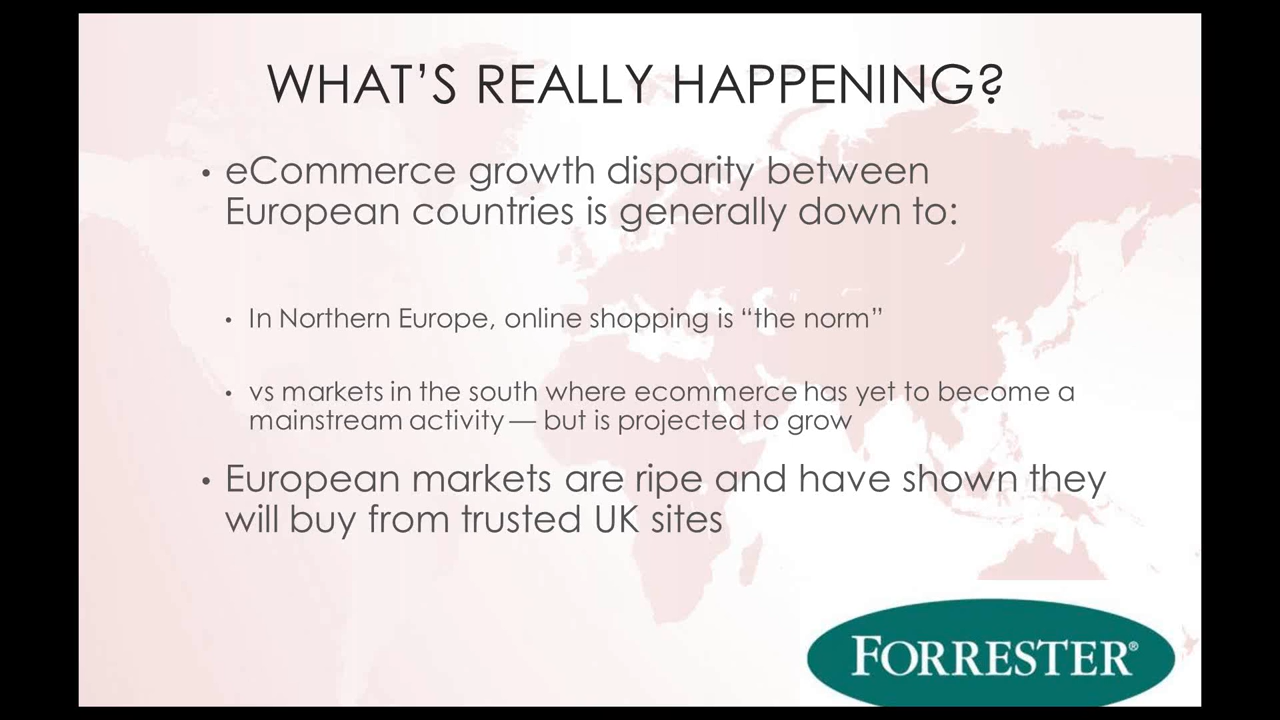 WHAT’S REALLY HAPPENING?
• eCommerce growth disparity between
European countries is generally down to:
• In Northern Europe, online shopping is “the norm”
• vs markets in the south where ecommerce has yet to become a
mainstream activity — but is projected to grow
• European markets are ripe and have shown they
will buy from trusted UK sites
FORRESTER®